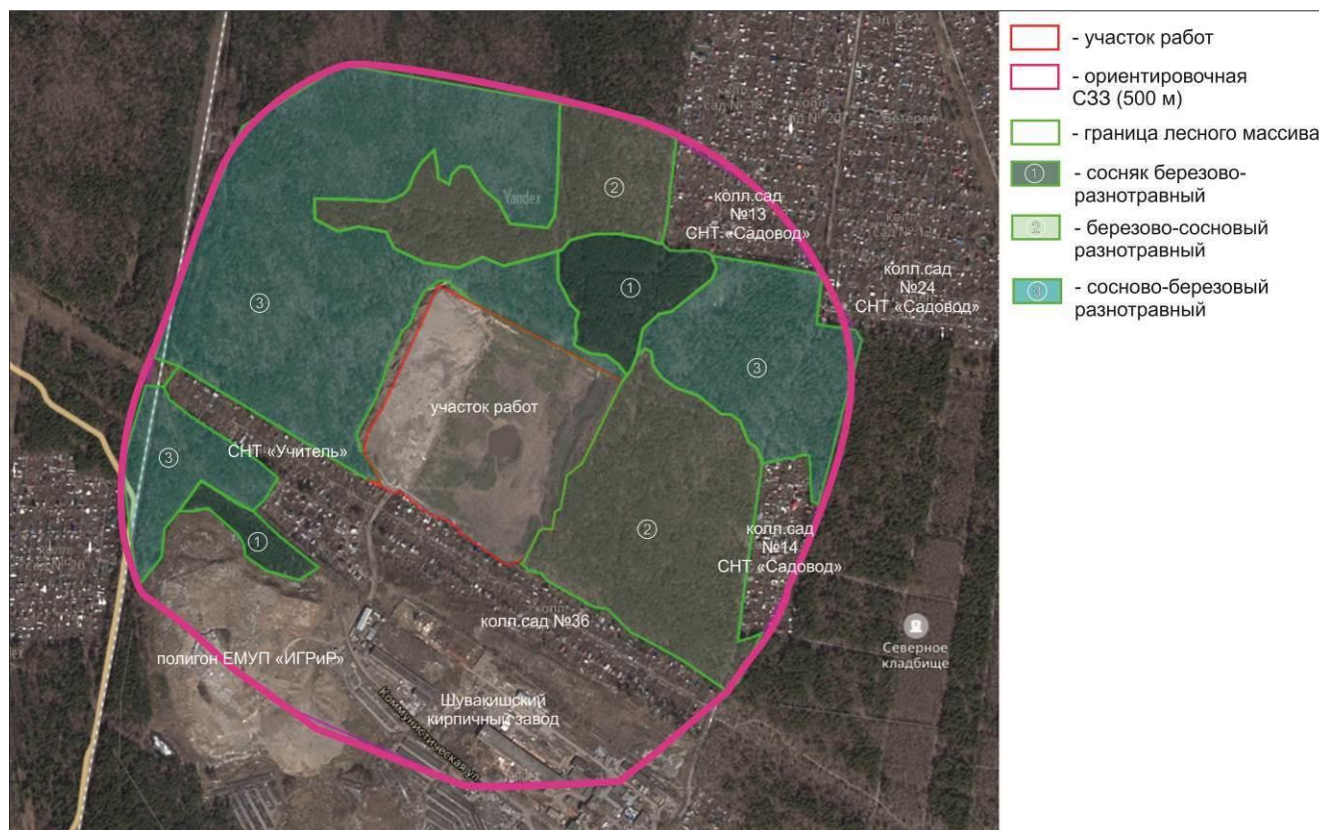 - участок работ
- ориентировочная
СЗЗ (500 м)
- граница лесного массива
1
- сосняк березово-
разнотравный
2
- березово-сосновый
разнотравный
3
- сосново-березовый
разнотравный
Yandex
2
колл.сад
№13
СНТ «Садовод»
колл.сад
№24
СНТ «Садовод»
1
3
3
участок работ
СНТ «Учитель»
3
2
1
колл.сад
№14
СНТ «Садовод»
колл.сад №36
Северное
кладбище
полигон ЕМУП «ИГРиР»
Шувакишский
кирпичный завод
Коммунистическая ул.
Yandex